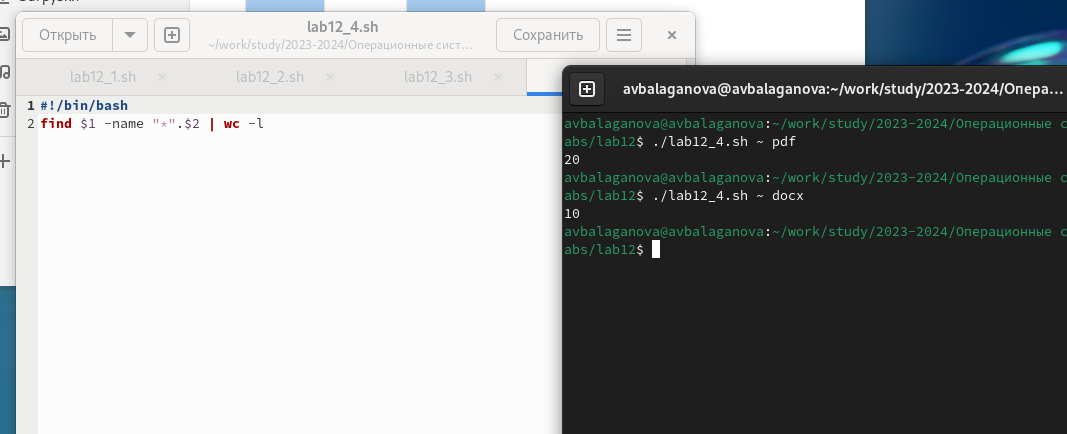 Загрузки
Открыть
lab12_4.sh
~/work/study/2023-2024/Операционные сист…
Сохранить
lab12_1.sh
lab12_2.sh
lab12_3.sh
1 #!/bin/bash
2 find $1 -name "*".$2 | wc -l
avbalaganova@avbalaganova:~/work/study/2023-2024/Опера…
avbalaganova@avbalaganova:~/work/study/2023-2024/Операционные с
abs/lab12$ ./lab12_4.sh ~ pdf
20
avbalaganova@avbalaganova:~/work/study/2023-2024/Операционные с
abs/lab12$ ./lab12_4.sh ~ docx
10
avbalaganova@avbalaganova:~/work/study/2023-2024/Операционные с
abs/lab12$